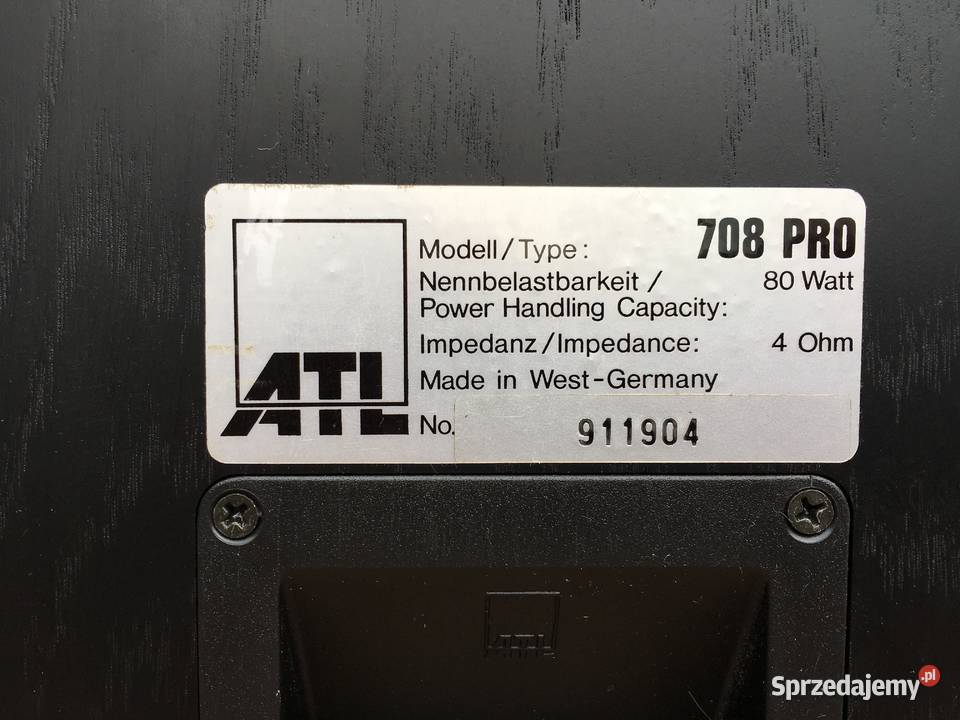 Modell/Type: 708 PRO
Nennbelastbarkeit / 80 Watt
Power Handling Capacity:
Impedanz/Impedance: 4 Ohm
Made in West-Germany
ATL No. 911904
ATL
Sprzedajemy.pl